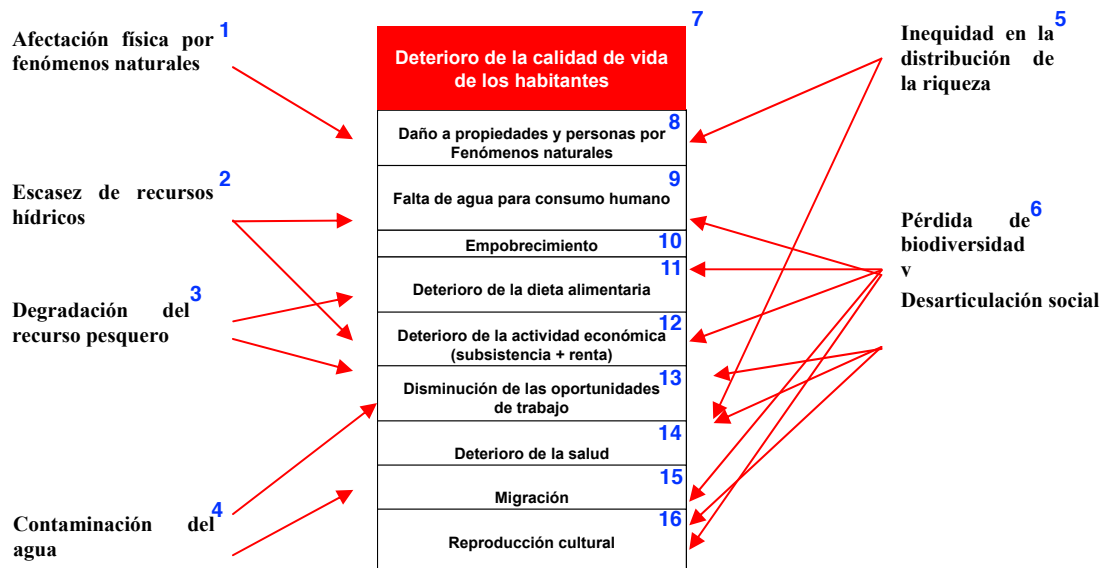 Afectación física por 1
fenómenos naturales
Escasez de recursos 2
hídricos
Degradación del 3
recurso pesquero
Contaminación del 4
agua
7
Deterioro de la calidad de vida
de los habitantes
8
Daño a propiedades y personas por
Fenómenos naturales
9
Falta de agua para consumo humano
Empobrecimiento 10
11
Deterioro de la dieta alimentaria
12
Deterioro de la actividad económica
(subsistencia + renta)
13
Disminución de las oportunidades
de trabajo
14
Deterioro de la salud
15
Migración
16
Reproducción cultural
Inequidad en la 5
distribución de
la riqueza
Pérdida de 6
biodiversidad
v
Desarticulación social